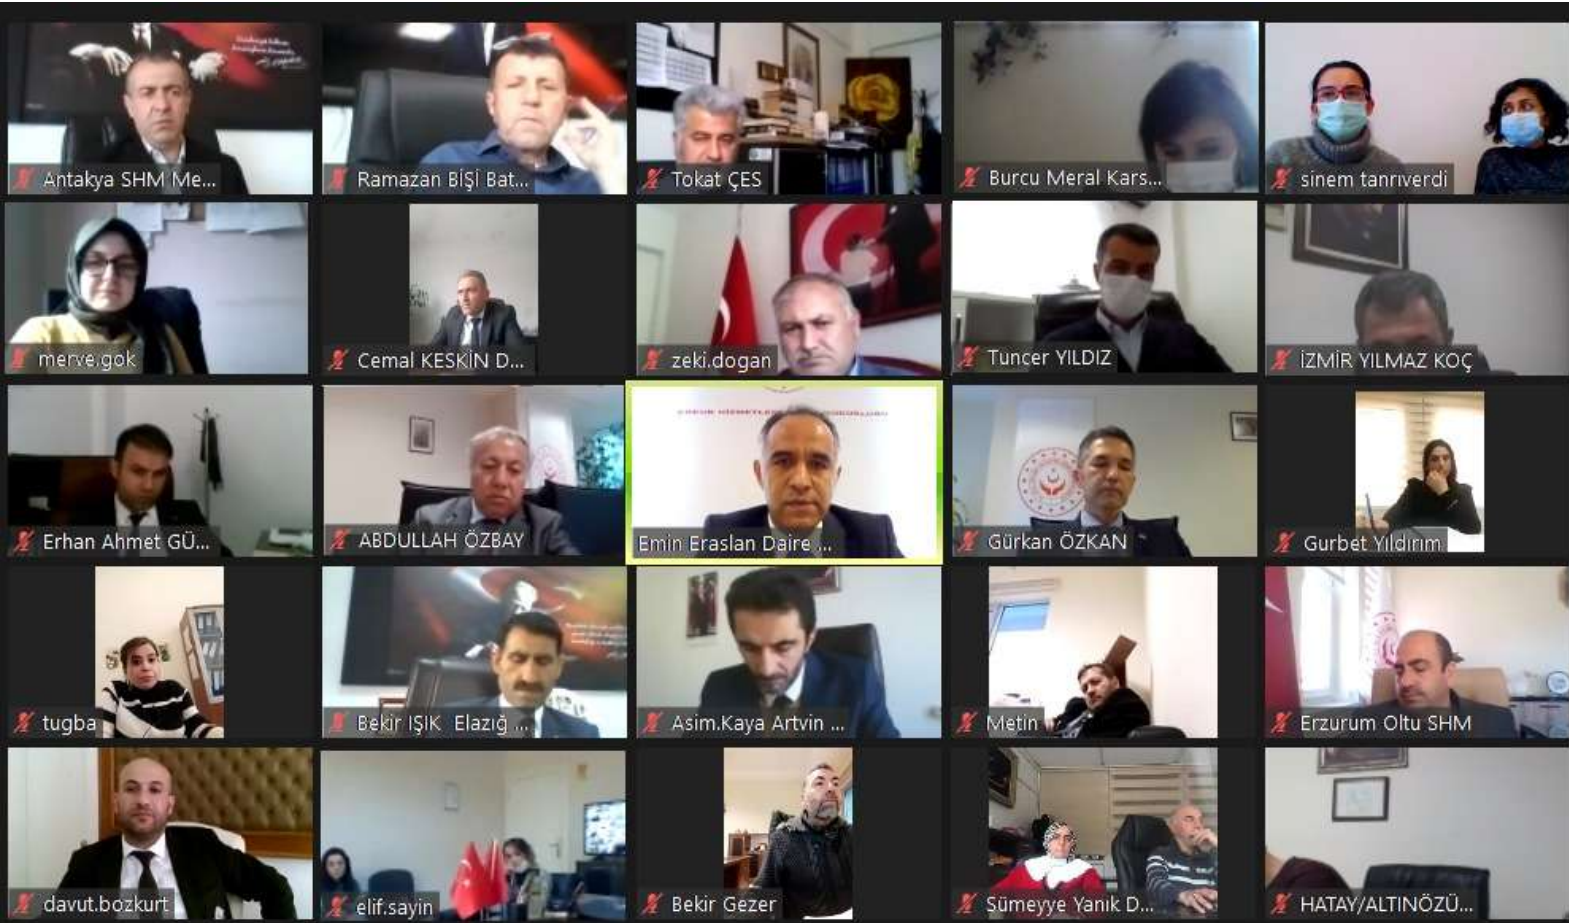 Antakya SHM Me...
Ramazan BİŞİ Bat...
Tokat ÇES
Burcu Meral Kars...
sinem tanrıverdi
merve.gok
Cemal KESKİN D...
zeki.dogan
Tuncer YILDIZ
İZMİR YILMAZ KOÇ
Erhan Ahmet GÜ...
ABDULLAH ÖZBAY
Emin Eraslan Daire ...
Gürkan ÖZKAN
Gurbet Yıldırım
tugba
Bekir IŞIK Elazığ ...
Asim.Kaya Artvin ...
Metin
Erzurum Oltu SHM
davut.bozkurt
elif.sayin
Bekir Gezer
Sümeyye Yanık D...
HATAY/ALTINÖZÜ...